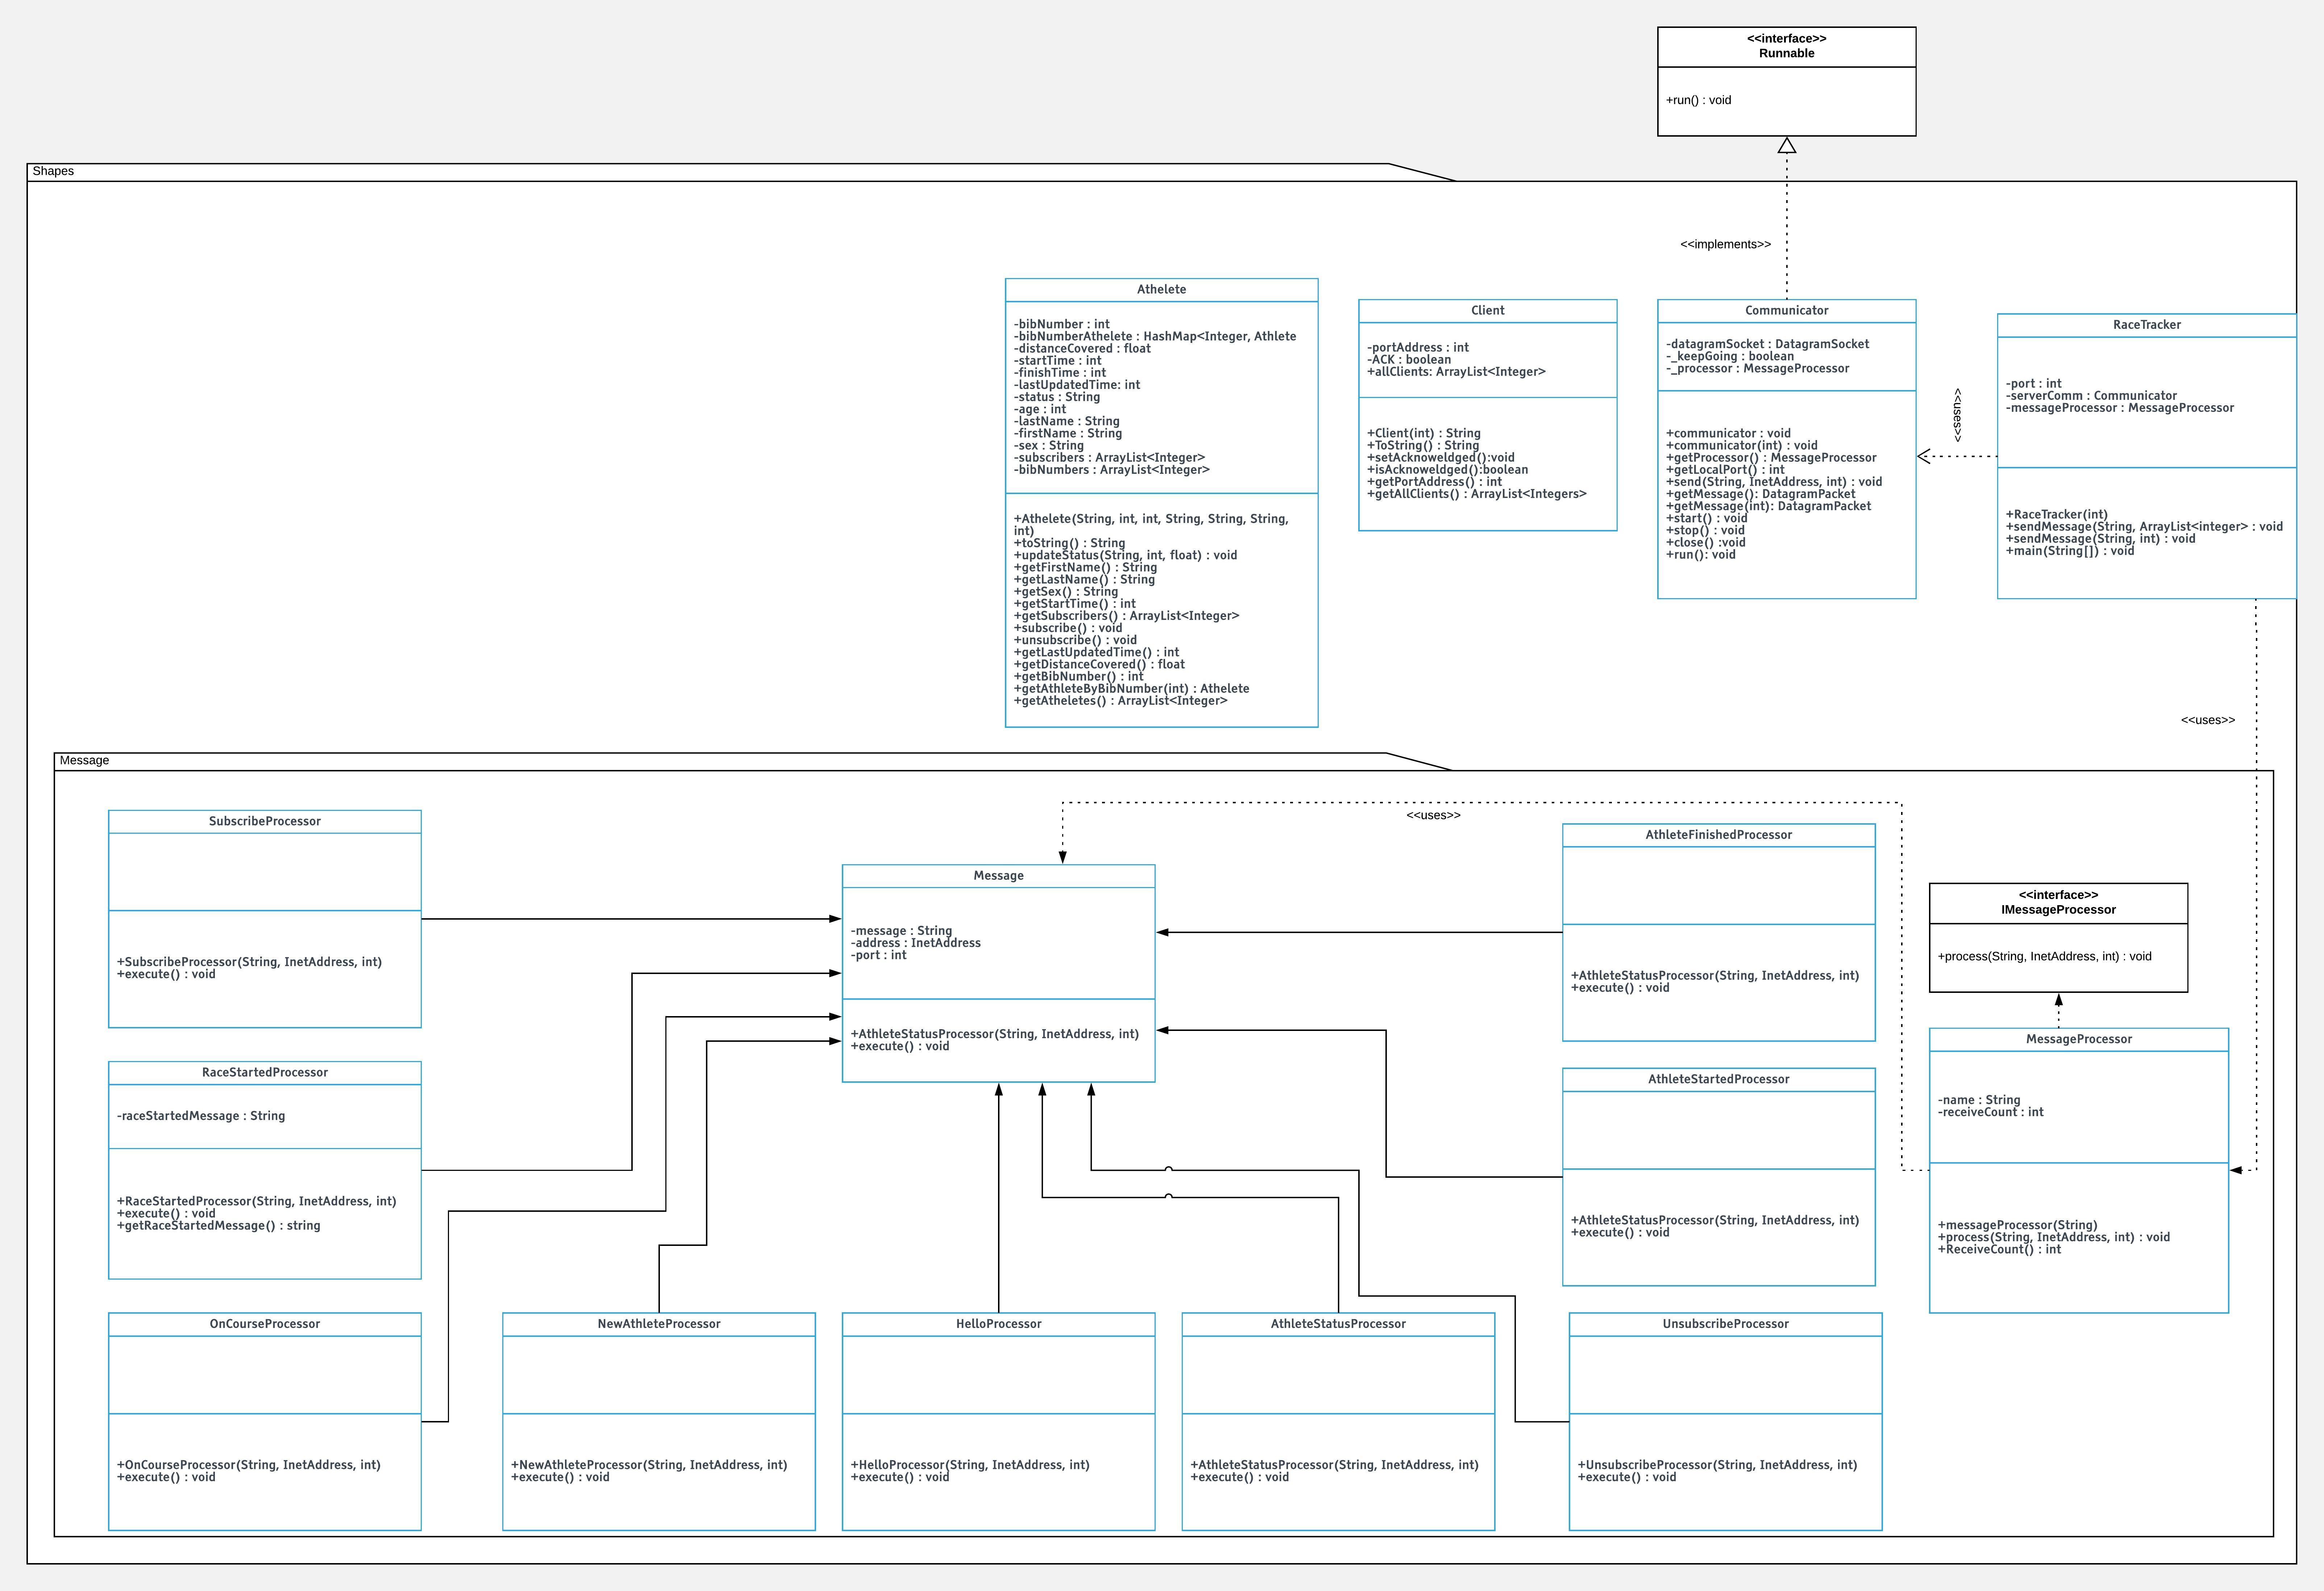 <<interface>>
Runnable
+run() : void
Shapes
<<implements>>
Athelete
-bibNumber : int
-bibNumberAthelete : HashMap<Integer, Athlete
-distanceCovered : float
-startTime : int
-finishTime : int
-lastUpdatedTime: int
-status : String
-age : int
-lastName : String
-firstName : String
-sex : String
-subscribers : ArrayList<Integer>
-bibNumbers : ArrayList<Integer>
+Athelete(String, int, int, String, String, String,
int)
+toString() : String
+updateStatus(String, int, float) : void
+getFirstName() : String
+getLastName() : String
+getSex() : String
+getStartTime() : int
+getSubscribers() : ArrayList<Integer>
+subscribe() : void
+unsubscribe() : void
+getLastUpdatedTime() : int
+getDistanceCovered() : float
+getBibNumber() : int
+getAthleteByBibNumber(int) : Athelete
+getAtheletes() : ArrayList<Integer>
Client
-portAddress : int
-ACK : boolean
+allClients: ArrayList<Integer>
+Client(int) : String
+ToString() : String
+setAcknoweldged():void
+isAcknoweldged():boolean
+getPortAddress() : int
+getAllClients() : ArrayList<Integers>
Communicator
-datagramSocket : DatagramSocket
-_keepGoing : boolean
-_processor : MessageProcessor
+communicator : void
+communicator(int) : void
+getProcessor() : MessageProcessor
+getLocalPort() : int
+send(String, InetAddress, int) : void
+getMessage(): DatagramPacket
+getMessage(int): DatagramPacket
+start() : void
+stop() : void
+close() :void
+run(): void
<<uses>>
RaceTracker
-port : int
-serverComm : Communicator
-messageProcessor : MessageProcessor
+RaceTracker(int)
+sendMessage(String, ArrayList<integer> : void
+sendMessage(String, int) : void
+main(String[]) : void
<<uses>>
Message
SubscribeProcessor
+SubscribeProcessor(String, InetAddress, int)
+execute() : void
<<uses>>
Message
-message : String
-address : InetAddress
-port : int
+AthleteStatusProcessor(String, InetAddress, int)
+execute() : void
AthleteFinishedProcessor
+AthleteStatusProcessor(String, InetAddress, int)
+execute() : void
<<interface>>
IMessageProcessor
+process(String, InetAddress, int) : void
RaceStartedProcessor
-raceStartedMessage : String
+RaceStartedProcessor(String, InetAddress, int)
+execute() : void
+getRaceStartedMessage() : string
AthleteStartedProcessor
+AthleteStatusProcessor(String, InetAddress, int)
+execute() : void
MessageProcessor
-name : String
-receiveCount : int
+messageProcessor(String)
+process(String, InetAddress, int) : void
+ReceiveCount() : int
OnCourseProcessor
+OnCourseProcessor(String, InetAddress, int)
+execute() : void
NewAthleteProcessor
+NewAthleteProcessor(String, InetAddress, int)
+execute() : void
HelloProcessor
+HelloProcessor(String, InetAddress, int)
+execute() : void
AthleteStatusProcessor
+AthleteStatusProcessor(String, InetAddress, int)
+execute() : void
UnsubscribeProcessor
+UnsubscribeProcessor(String, InetAddress, int)
+execute() : void